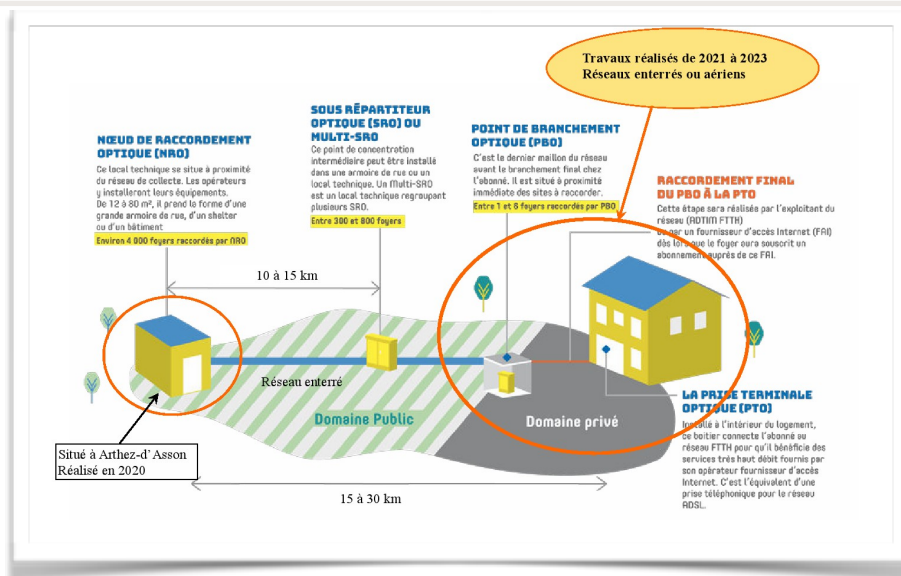 Travaux réalisés de 2021 à 2023
Réseaux enterrés ou aériens
NŒUD DE RACCORDEMENT
OPTIQUE (NRO)
Ce local technique se situe à proximité
du réseau de collecte. Les opérateurs
y installeront leurs équipements.
De 12 à 80 m², il prend la forme d'une
grande armoire de rue, d'un shelter
ou d'un bâtiment
Environ 4 000 foyers raccordés par NRO
SOUS RÉPARTITEUR
OPTIQUE (SRO) OU
MULTI-SRO
Ce point de concentration
intermédiaire peut être installé
dans une armoire de rue ou un
local technique. Un Multi-SRO
est un local technique regroupant
plusieurs SRO.
Entre 300 et 800 foyers
POINT DE BRANCHEMENT
OPTIQUE (PBO)
C'est le dernier maillon du réseau
avant le branchement final chez
l'abonné. Il est situé à proximité
immédiate des sites à raccorder.
Entre 1 et 6 foyers raccordés par PBO
RACCORDEMENT FINAL
DU PBO À LA PTO
Cette étape sera réalisée par l'exploitant du
réseau (ADTIM FTTH)
ou par un fournisseur d'accès Internet (FAI)
dès lors que le foyer aura souscrit un
abonnement auprès de ce FAI.
10 à 15 km
Réseau enterré
Domaine Public
Domaine privé
LA PRISE TERMINALE
OPTIQUE (PTO)
Installé à l'intérieur du logement,
ce boitier connecte l'abonné au
réseau FTTH pour qu'il bénéficie des
services très haut débit fournis par
son opérateur fournisseur d'accès
Internet. C'est l'équivalent d'une
prise téléphonique pour le réseau
ADSL.
Situé à Arthez-d'Asson
Réalisé en 2020
15 à 30 km